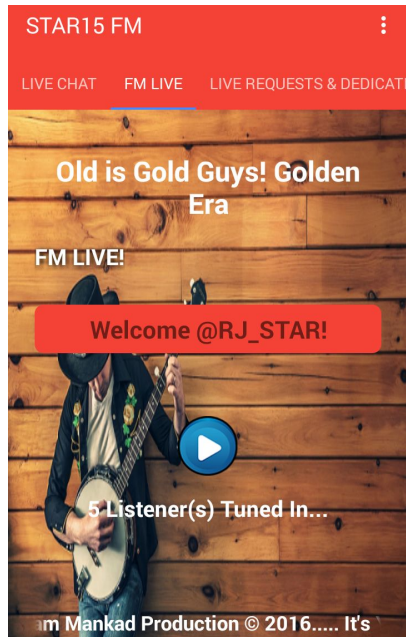 STAR15 FM
LIVE CHAT FM LIVE LIVE REQUESTS & DEDICATI
Old is Gold Guys! Golden
Era
FM LIVE!
Welcome @RJ_STAR!
5 Listener(s) Tuned In...
m Mankad Production © 2016..... It's